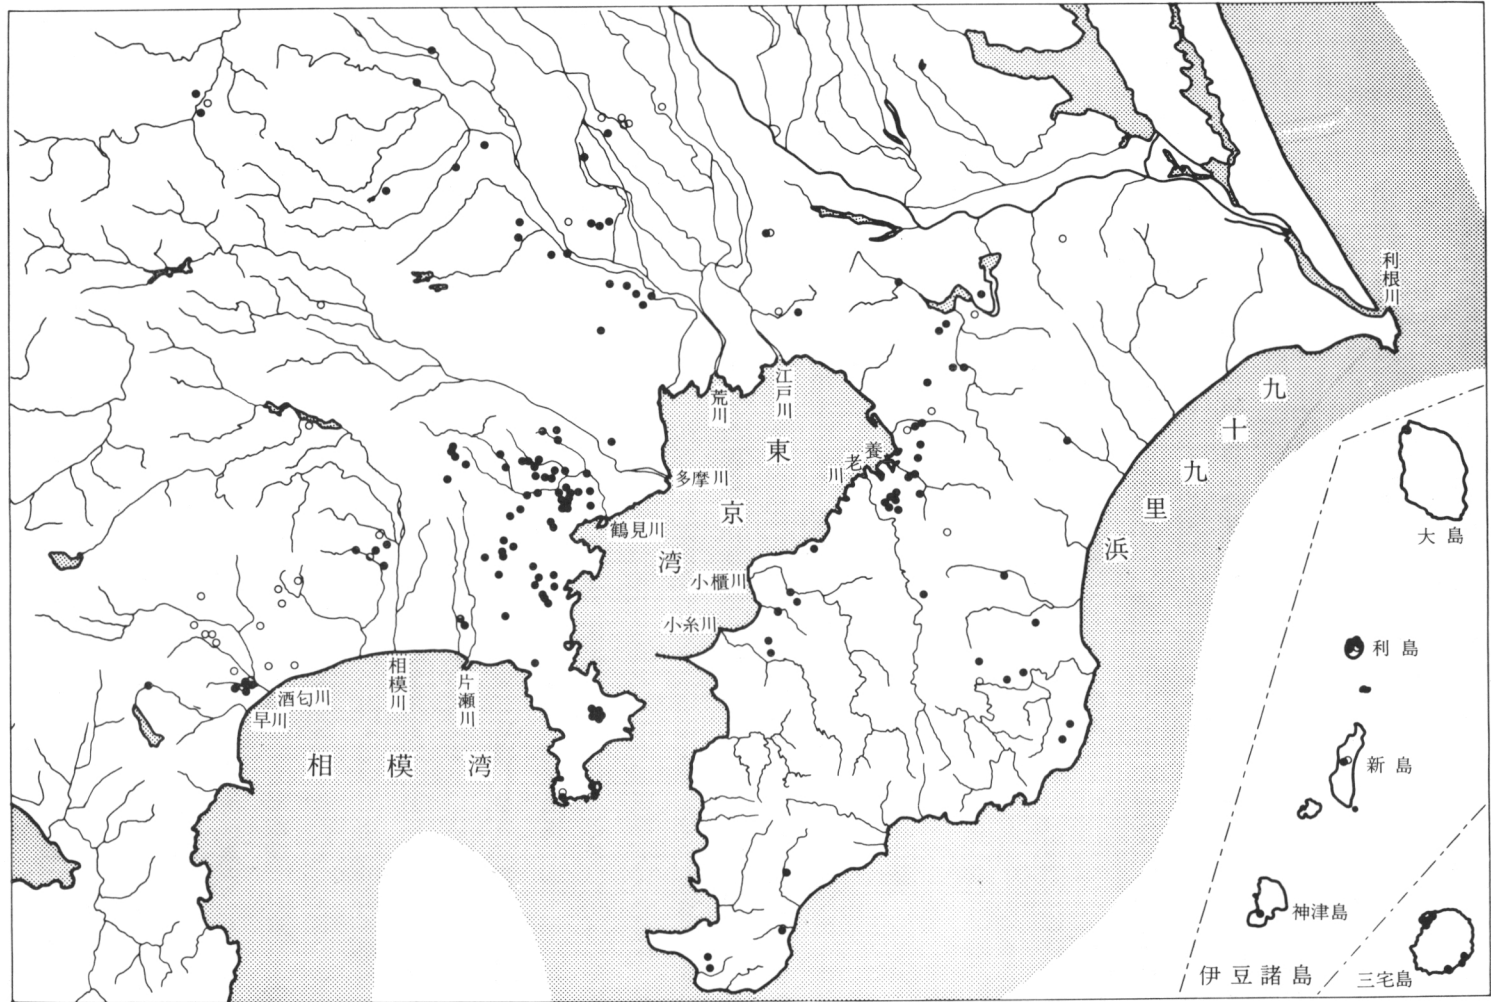 利根川
江戸川
荒川
九十九里浜
東京湾
養老川
多摩川
鶴見川
小櫃川
小糸川
相模川
片瀬川
酒匂川
早川
相模湾
大島
利島
新島
神津島
三宅島
伊豆諸島